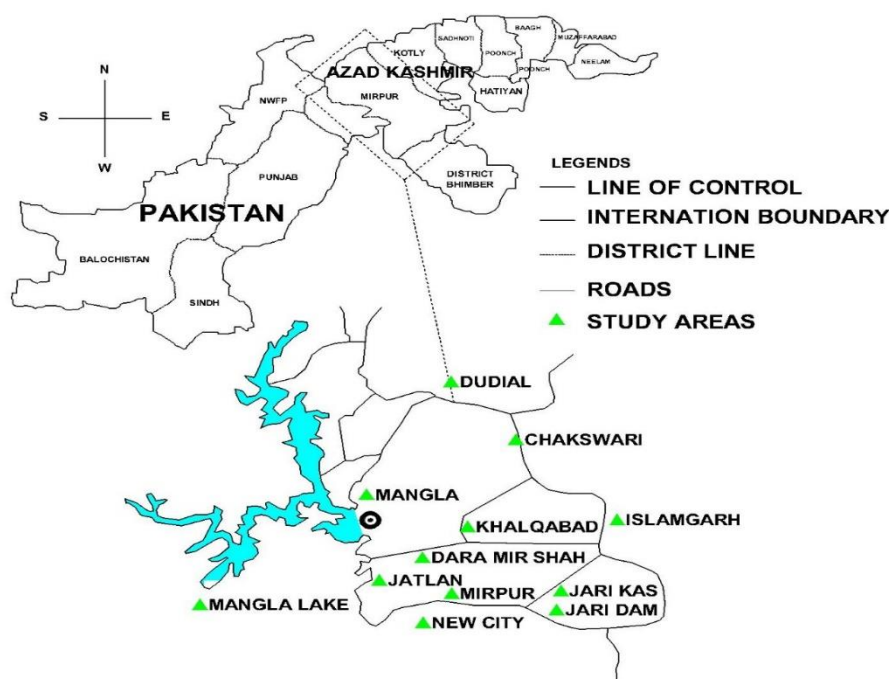 BAAGH
SADHNOTI
MUZAFFARABAD
KOTLY
POONCH
NEELAM
AZAD KASHMIR
POONCH
HATIYAN
MIRPUR
NWFP
N
S
E
W
DISTRICT
BHIMBER
PUNJAB
PAKISTAN
BALOCHISTAN
SINDH
LEGENDS
LINE OF CONTROL
INTERNATION BOUNDARY
DISTRICT LINE
ROADS
STUDY AREAS
DUDIAL
CHAKSWARI
MANGLA
KHALQABAD
ISLAMGARH
DARA MIR SHAH
JATLAN
MIRPUR
JARI KAS
MANGLA LAKE
JARI DAM
NEW CITY